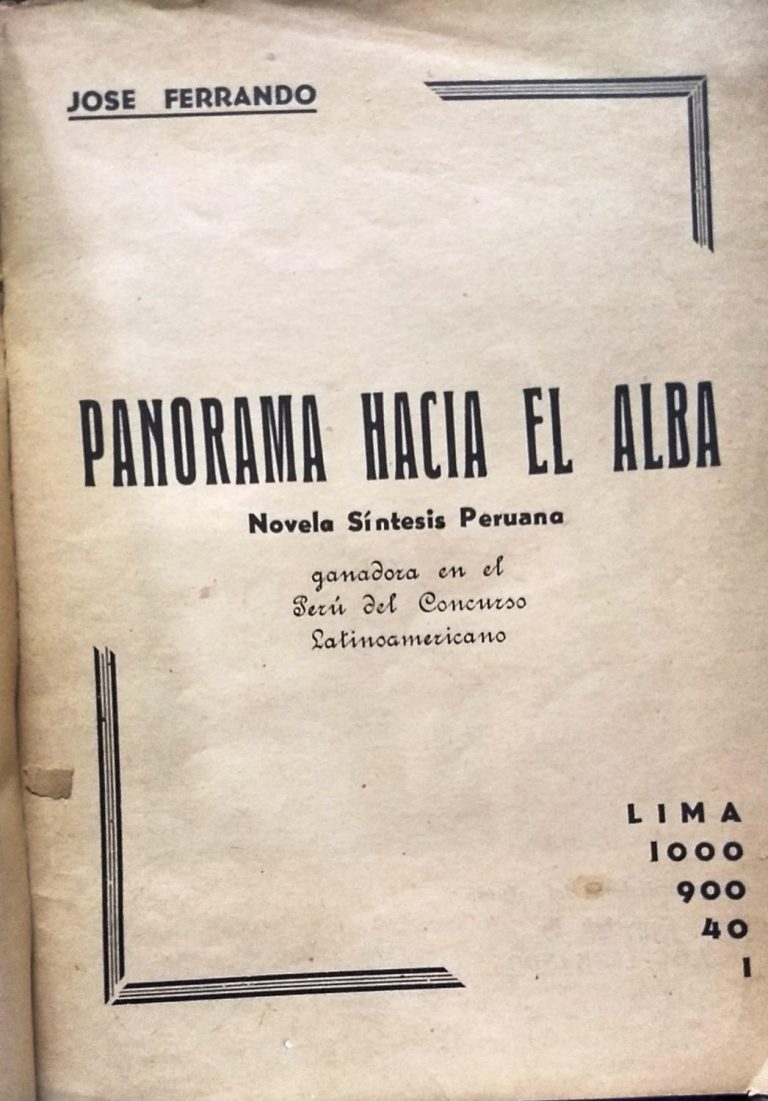 JOSE FERRANDO
PANORAMA HACIA EL ALBA
Novela Síntesis Peruana
ganadora en el
Perú del Concurso
Latinoamericano
LIMA
1000
900
40
1